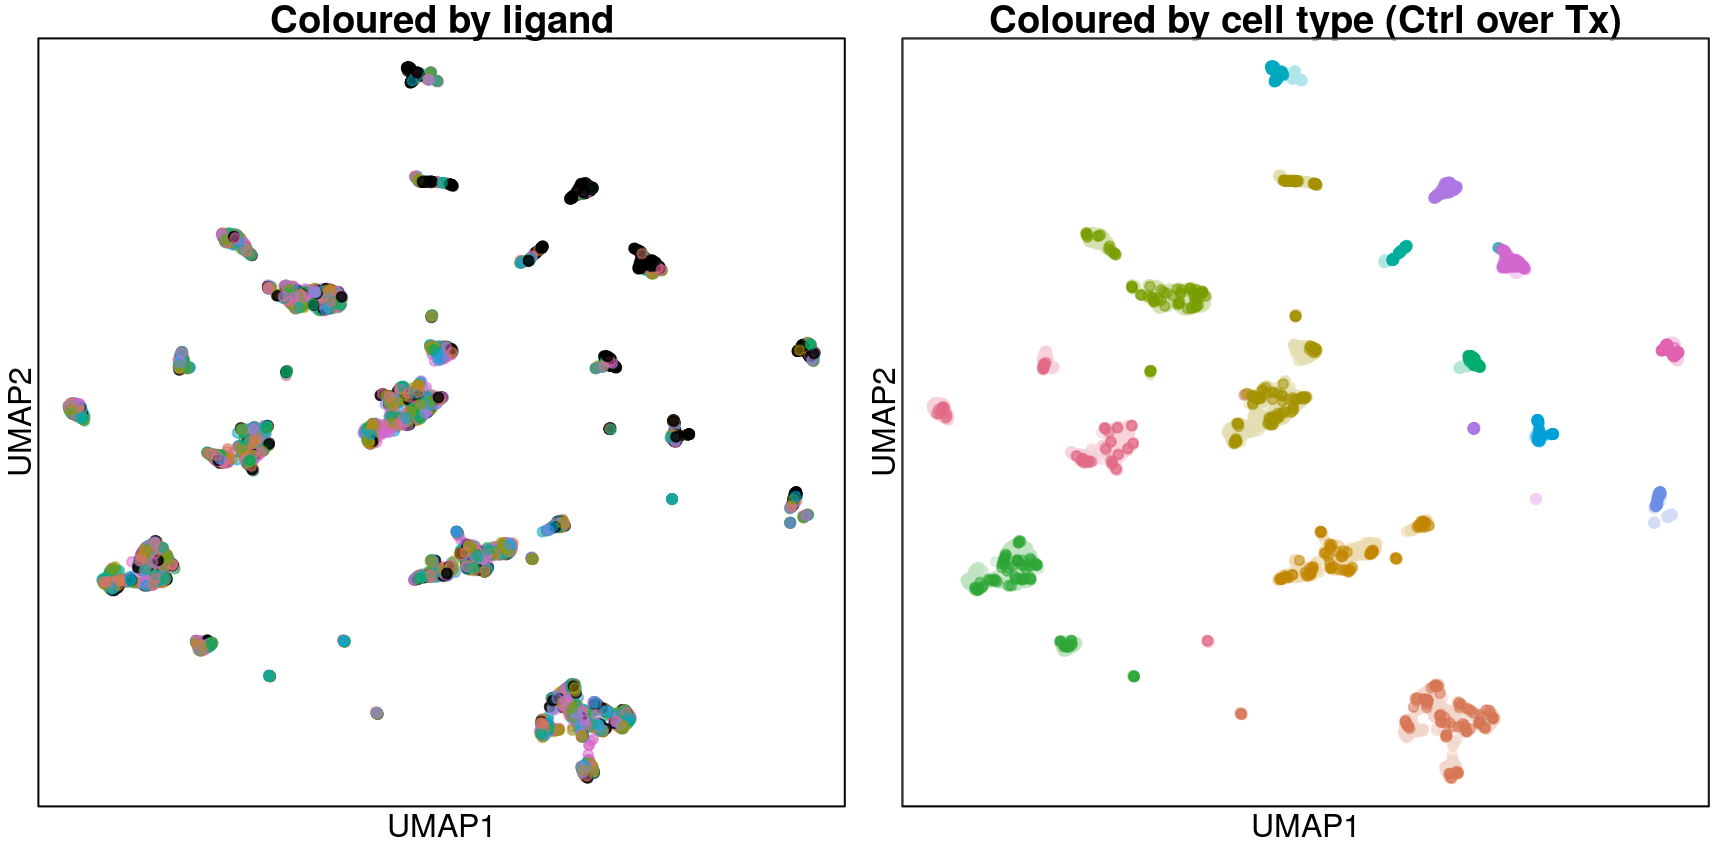 Coloured by ligand
Coloured by cell type (Ctrl over Tx)
UMAP2
UMAP2
UMAP1
UMAP1